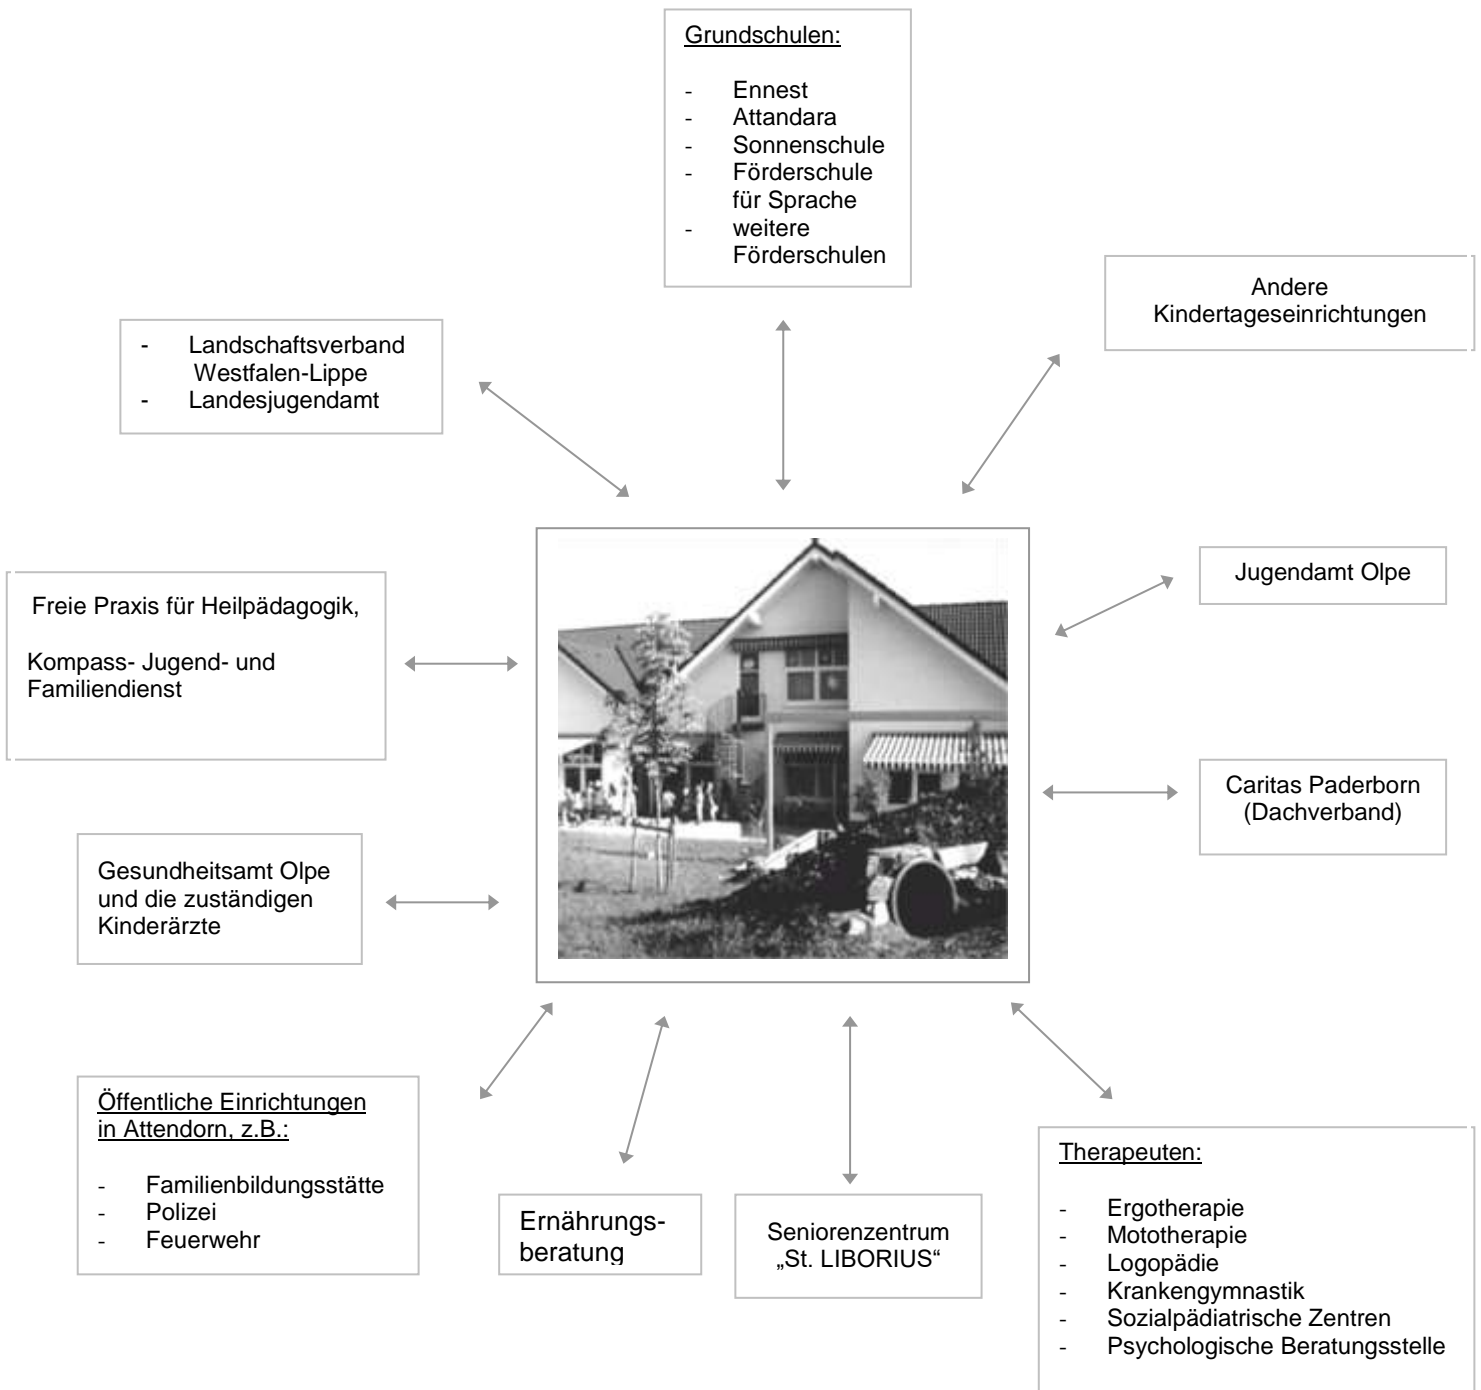 Grundschulen:
- Ennest
- Attandara
- Sonnenschule
- Förderschule
für Sprache
- weitere
Förderschulen
Andere
Kindertageseinrichtungen
- Landschaftsverband
Westfalen-Lippe
- Landesjugendamt
Jugendamt Olpe
Freie Praxis für Heilpädagogik,
Kompass- Jugend- und
Familiendienst
Caritas Paderborn
(Dachverband)
Gesundheitsamt Olpe
und die zuständigen
Kinderärzte
Öffentliche Einrichtungen
in Attendorn, z.B.:
- Familienbildungsstätte
- Polizei
- Feuerwehr
Ernährungs-
beratung
Seniorenzentrum
„St. LIBORIUS“
Therapeuten:
- Ergotherapie
- Mototherapie
- Logopädie
- Krankengymnastik
- Sozialpädiatrische Zentren
- Psychologische Beratungsstelle